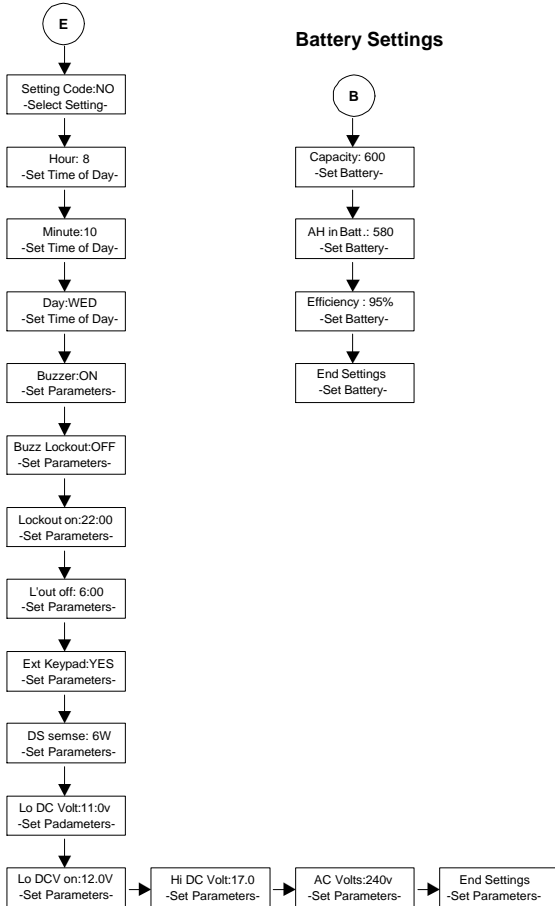 E
Setting Code:NO
-Select Setting-
Hour: 8
-Set Time of Day-
Minute:10
-Set Time of Day-
Day:WED
-Set Time of Day-
Buzzer:ON
-Set Parameters-
Buzz Lockout:OFF
-Set Parameters-
Lockout on:22:00
-Set Parameters-
L'out off: 6:00
-Set Parameters-
Ext Keypad:YES
-Set Parameters-
DS semse: 6W
-Set Parameters-
Lo DC Volt:11:0v
-Set Padameters-
Lo DCV on:12.0V
-Set Parameters-
Hi DC Volt:17.0
-Set Parameters-
AC Volts:240v
-Set Parameters-
End Settings
-Set Parameters-
Battery Settings
B
Capacity: 600
-Set Battery-
AH in Batt.: 580
-Set Battery-
Efficiency : 95%
-Set Battery-
End Settings
-Set Battery-